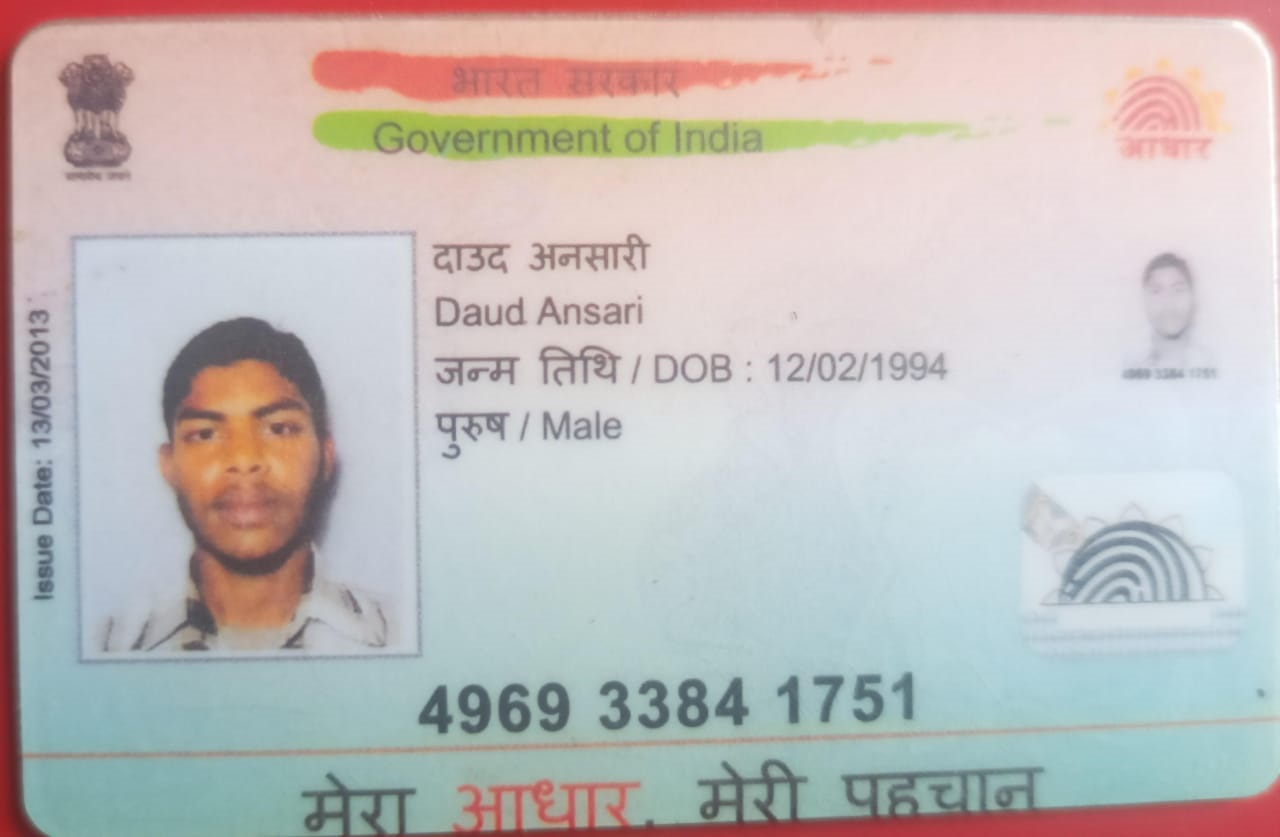 भारत सरकार
Government of India
आधार
Issue Date: 13/03/2013
दाउद अनसारी
Daud Ansari
जन्म तिथि / DOB : 12/02/1994
पुरुष / Male
4969 3384 1751
4969 3384 1751
मेरा आधार, मेरी पहचान